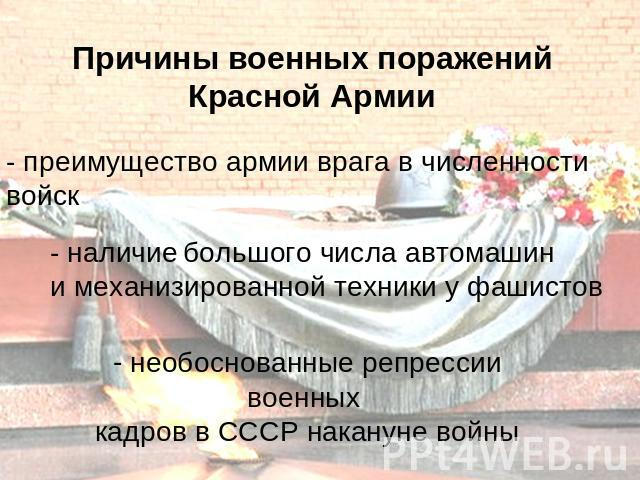 Причины военных поражений
Красной Армии
- преимущество армии врага в численности
войск
- наличие большого числа автомашин
и механизированной техники у фашистов
- необоснованные репрессии
военных
кадров в СССР накануне войны
PPt4WEB.ru